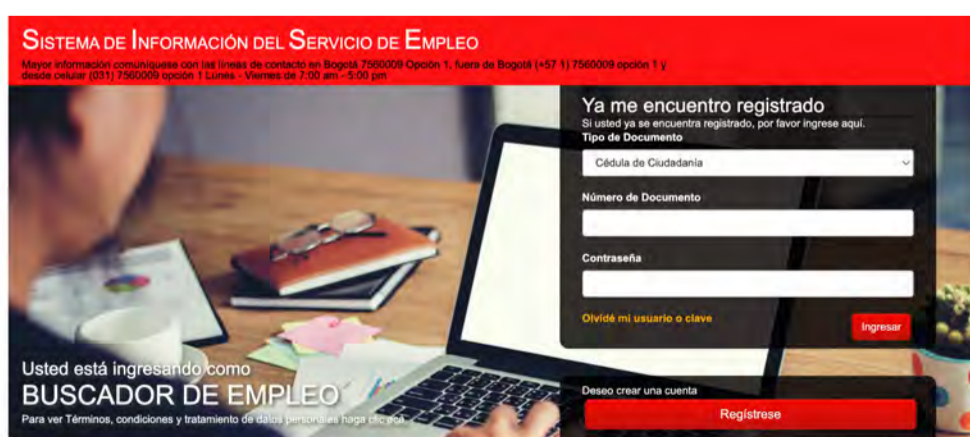 SISTEMA DE INFORMACIÓN DEL SERVICIO DE EMPLEO
Mayor información comuníquese con las líneas de contacto en Bogotá 7560009 Opción 1, fuera de Bogotá (+57 1) 7560009 opción 1 y
desde celular (031) 7560009 opción 1 Lunes - Viernes de 7:00 am - 5:00 pm
Ya me encuentro registrado
Si usted ya se encuentra registrado, por favor ingrese aquí.
Tipo de Documento
Cédula de Ciudadanía
Número de Documento
Contraseña
Olvidé mi usuario o clave
Ingresar
Usted está ingresando como
BUSCADOR DE EMPLEO
Para ver Términos, condiciones y tratamiento de datos personales haga clic acá.
Deseo crear una cuenta
Regístrese